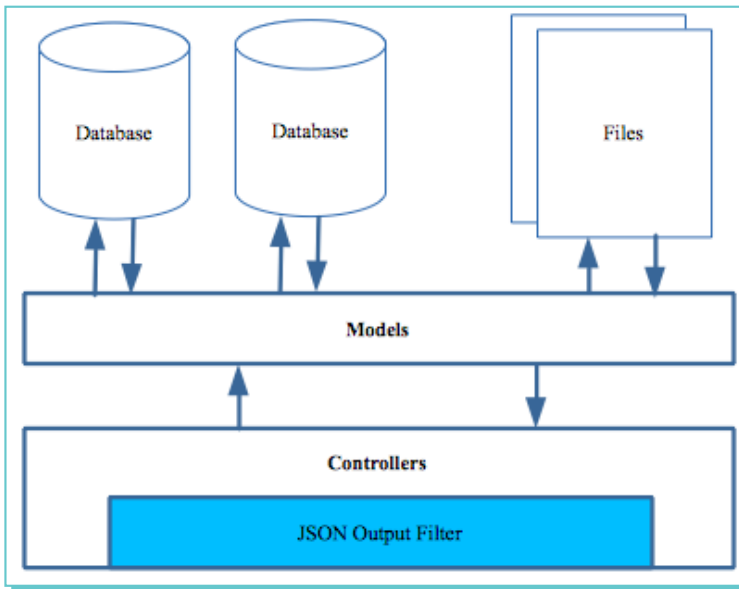 Database
Database
Files
Models
Controllers
JSON Output Filter